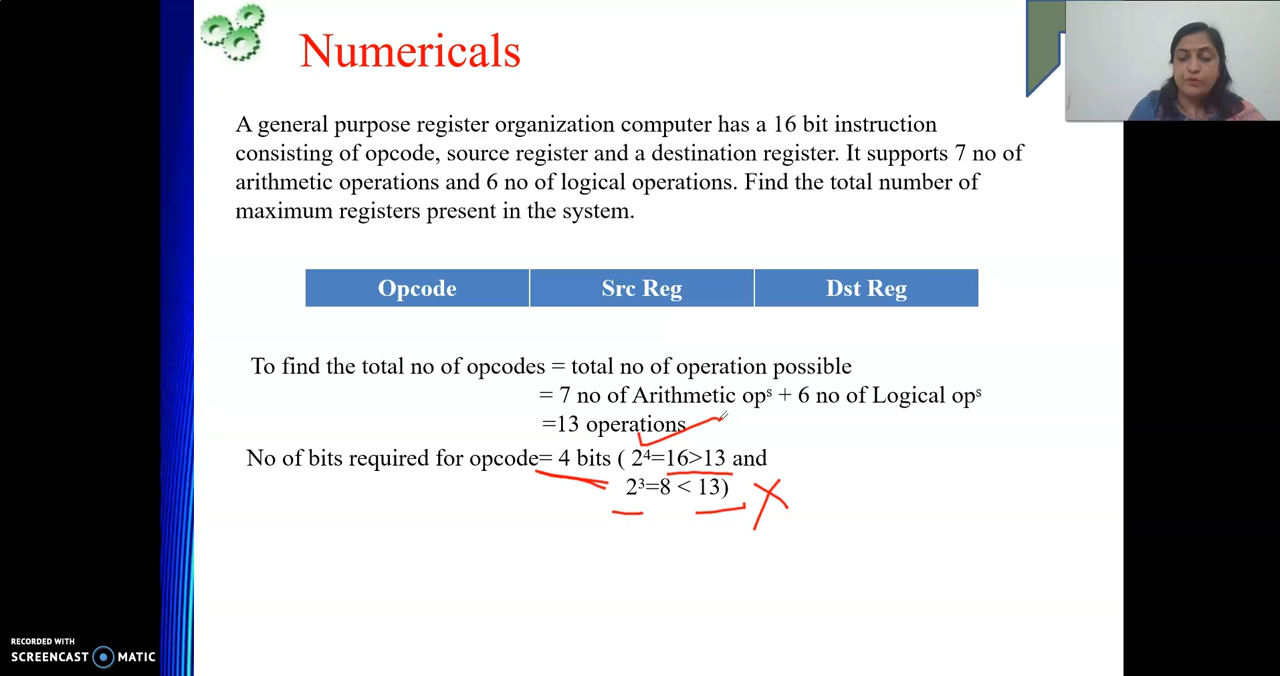 Numericals
A general purpose register organization computer has a 16 bit instruction
consisting of opcode, source register and a destination register. It supports 7 no of
arithmetic operations and 6 no of logical operations. Find the total number of
maximum registers present in the system.
Opcode Src Reg Dst Reg
To find the total no of opcodes = total no of operation possible
= 7 no of Arithmetic opˢ + 6 no of Logical opˢ
=13 operations
No of bits required for opcode= 4 bits ( 2⁴=16>13 and
2³=8 < 13)
RECORDED WITH
SCREENCAST MATIC